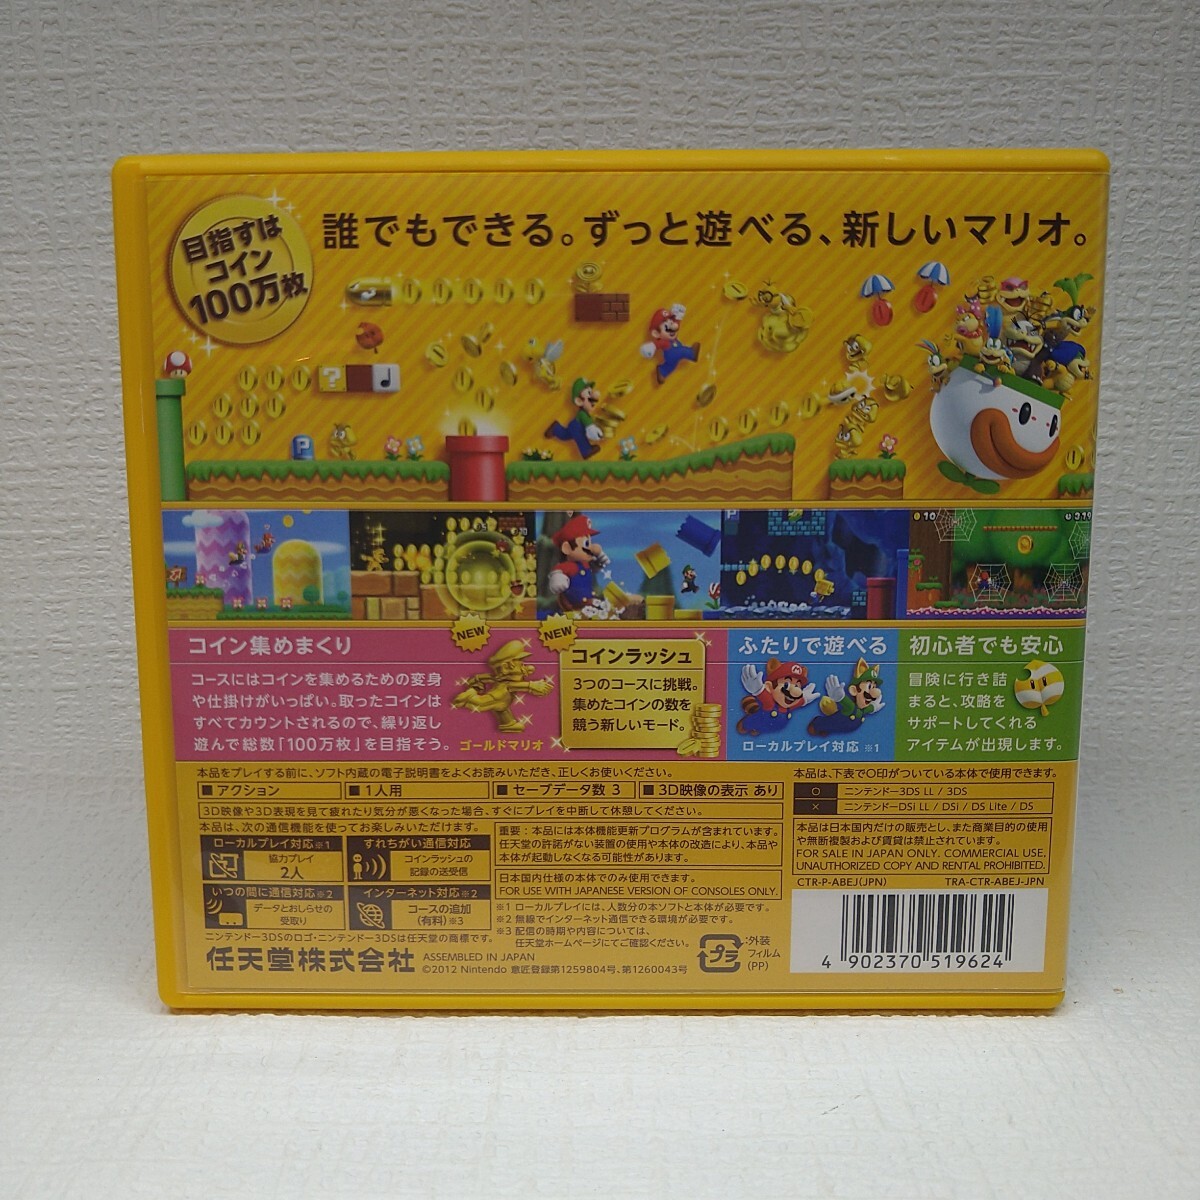 目指すは
コイン
100万枚
誰でもできる。ずっと遊べる、新しいマリオ。
?
P
コイン集めまくり
コースにはコインを集めるための変身
や仕掛けがいっぱい。取ったコインは
すべてカウントされるので、繰り返し
遊んで総数「100万枚」を目指そう。
NEW
ゴールドマリオ
NEW
コインラッシュ
3つのコースに挑戦。
集めたコインの数を
競う新しいモード。
ふたりで遊べる
ローカルプレイ対応 ※1
初心者でも安心
冒険に行き詰
まると、攻略を
サポートしてくれる
アイテムが出現します。
本品をプレイする前に、ソフト内蔵の電子説明書をよくお読みいただき、正しくお使いください。
■アクション
■1人用
■セーブデータ数 3
■3D映像の表示 あり
3D映像や3D表現を見て疲れたり気分が悪くなった場合、すぐにプレイを中断して休憩してください。
本品は、次の通信機能を使ってお楽しみいただけます。
ローカルプレイ対応※1
協力プレイ
2人
すれちがい通信対応
コインラッシュの
記録の送受信
いつの間に通信対応※2
データとおしらせの
受取り
インターネット対応※2
コースの追加
(有料)※3
ニンテンドー3DSのロゴ・ニンテンドー3DSは任天堂の商標です。
任天堂株式会社
ASSEMBLED IN JAPAN
©2012 Nintendo 意匠登録第1259804号、第1260043号
重要：本品には本体機能更新プログラムが含まれています。
任天堂の許諾がない装置の使用や本体の改造により、本品や
本体が起動しなくなる可能性があります。
日本国内仕様の本体でのみ使用できます。
FOR USE WITH JAPANESE VERSION OF CONSOLES ONLY.
※1 ローカルプレイには、人数分の本ソフトと本体が必要です。
※2 無線でインターネット通信できる環境が必要です。
※3 配信の時期や内容については、
任天堂ホームページにてご確認ください。
プラ
:外装
フィルム
(PP)
本品は、下表で○印がついている本体で使用できます。
○ ニンテンドー3DS LL / 3DS
× ニンテンドーDSi LL / DSi / DS Lite / DS
本品は日本国内だけの販売とし、また商業目的の使用
や無断複製および賃貸は禁止します。
FOR SALE IN JAPAN ONLY. COMMERCIAL USE,
UNAUTHORIZED COPY AND RENTAL PROHIBITED.
CTR-P-ABEJ(JPN)
TRA-CTR-ABEJ-JPN
4 902370 519624